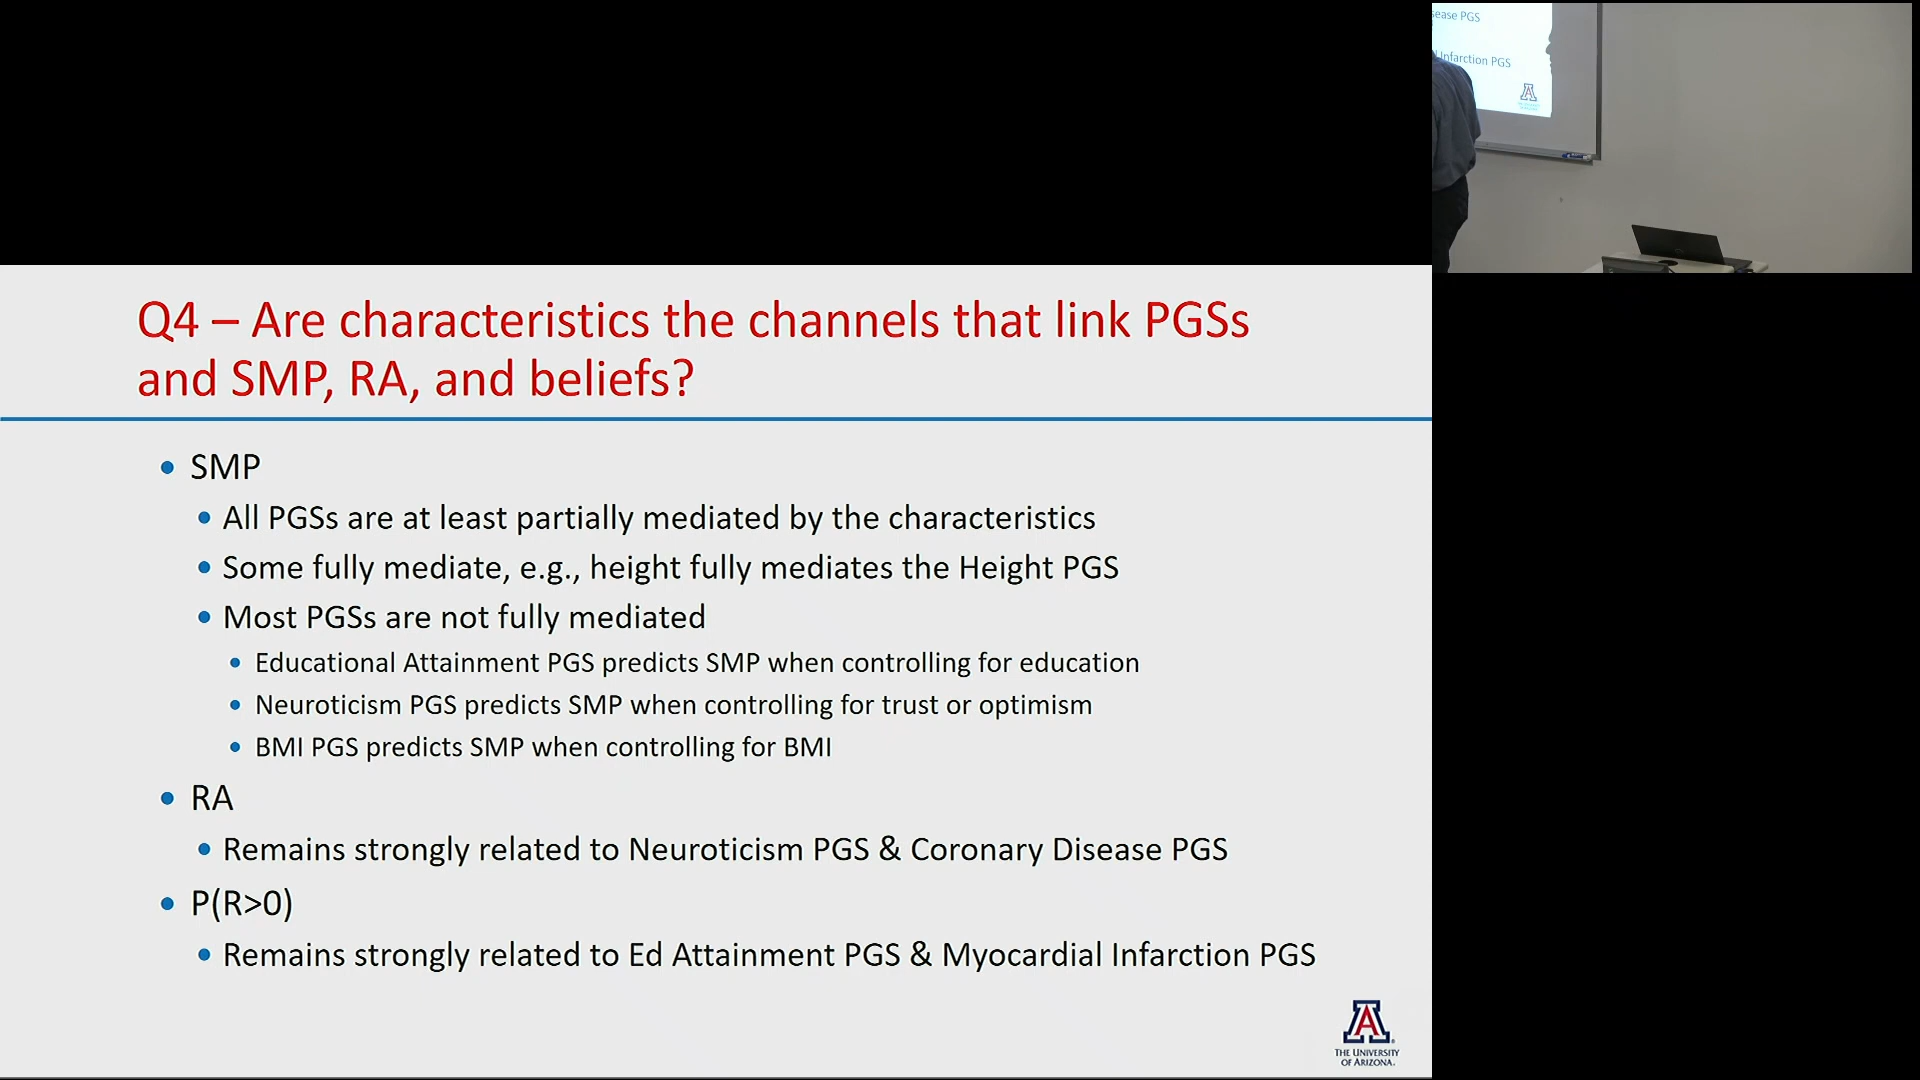 sease PGS
Infarction PGS
Q4 – Are characteristics the channels that link PGSs
and SMP, RA, and beliefs?
• SMP
• All PGSs are at least partially mediated by the characteristics
• Some fully mediate, e.g., height fully mediates the Height PGS
• Most PGSs are not fully mediated
• Educational Attainment PGS predicts SMP when controlling for education
• Neuroticism PGS predicts SMP when controlling for trust or optimism
• BMI PGS predicts SMP when controlling for BMI
• RA
• Remains strongly related to Neuroticism PGS & Coronary Disease PGS
• P(R>0)
• Remains strongly related to Ed Attainment PGS & Myocardial Infarction PGS
A
THE UNIVERSITY
OF ARIZONA.